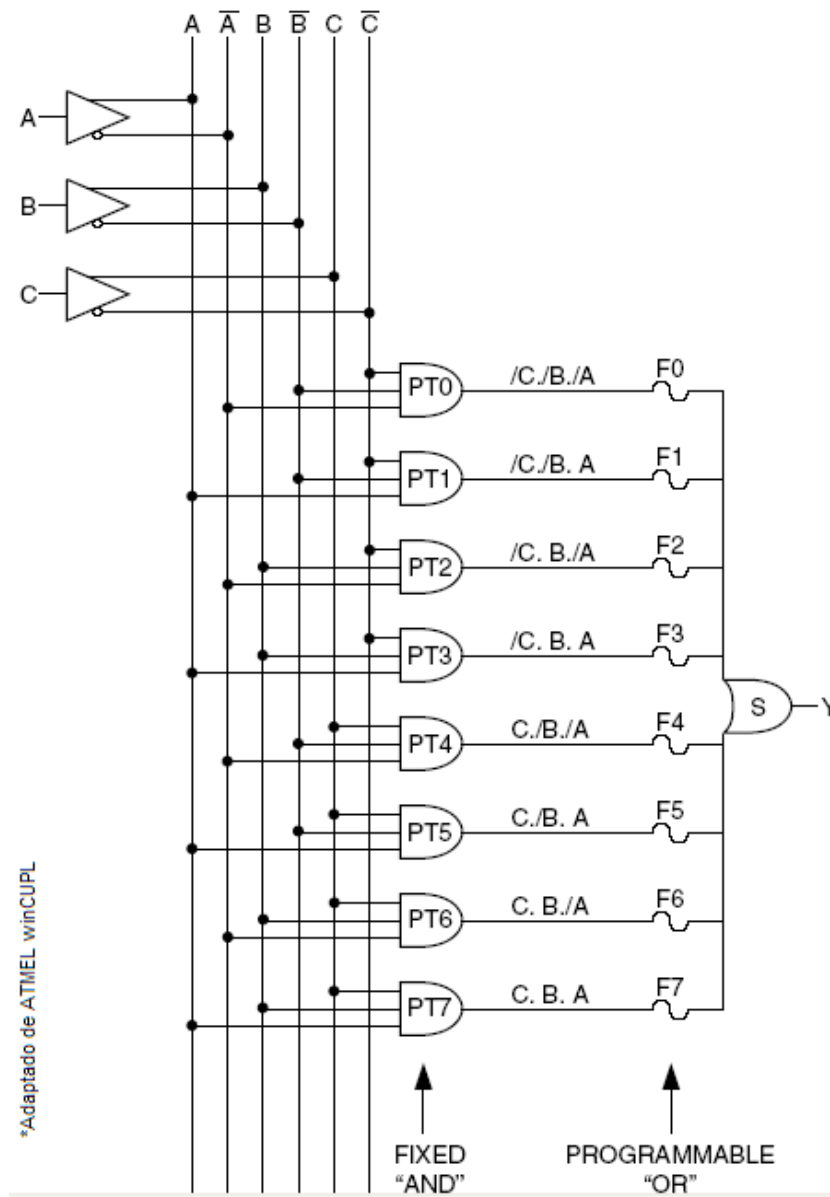 A A̅ B B̅ C C̅
A
B
C
PT0 /C./B./A F0
PT1 /C./B. A F1
PT2 /C. B./A F2
PT3 /C. B. A F3
S Y
PT4 C./B./A F4
PT5 C./B. A F5
PT6 C. B./A F6
PT7 C. B. A F7
*Adaptado de ATMEL winCUPL
FIXED PROGRAMMABLE
“AND” “OR”